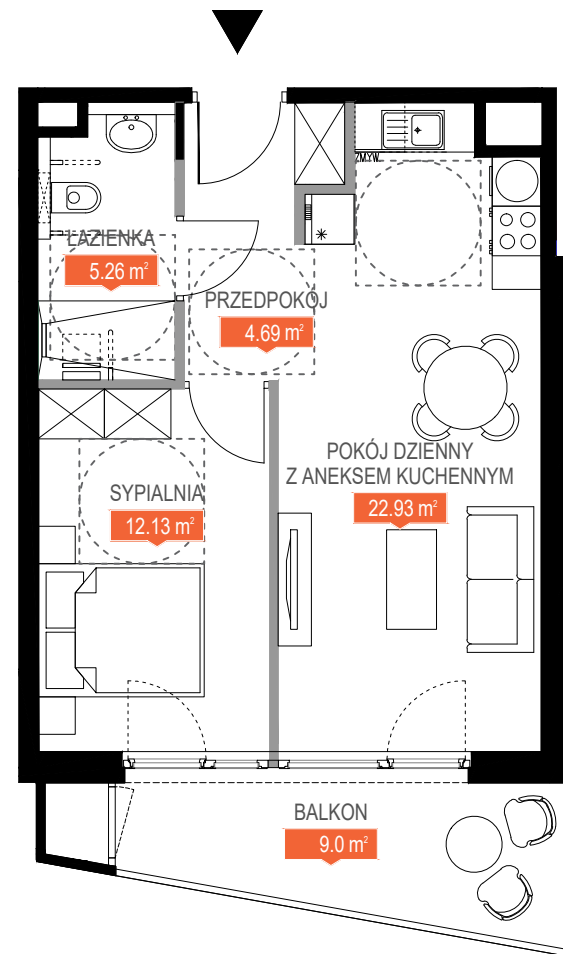 ZMYW.
ŁAZIENKA
5.26 m²
PRZEDPOKÓJ
4.69 m²
POKÓJ DZIENNY
Z ANEKSEM KUCHENNYM
22.93 m²
SYPIALNIA
12.13 m²
BALKON
9.0 m²